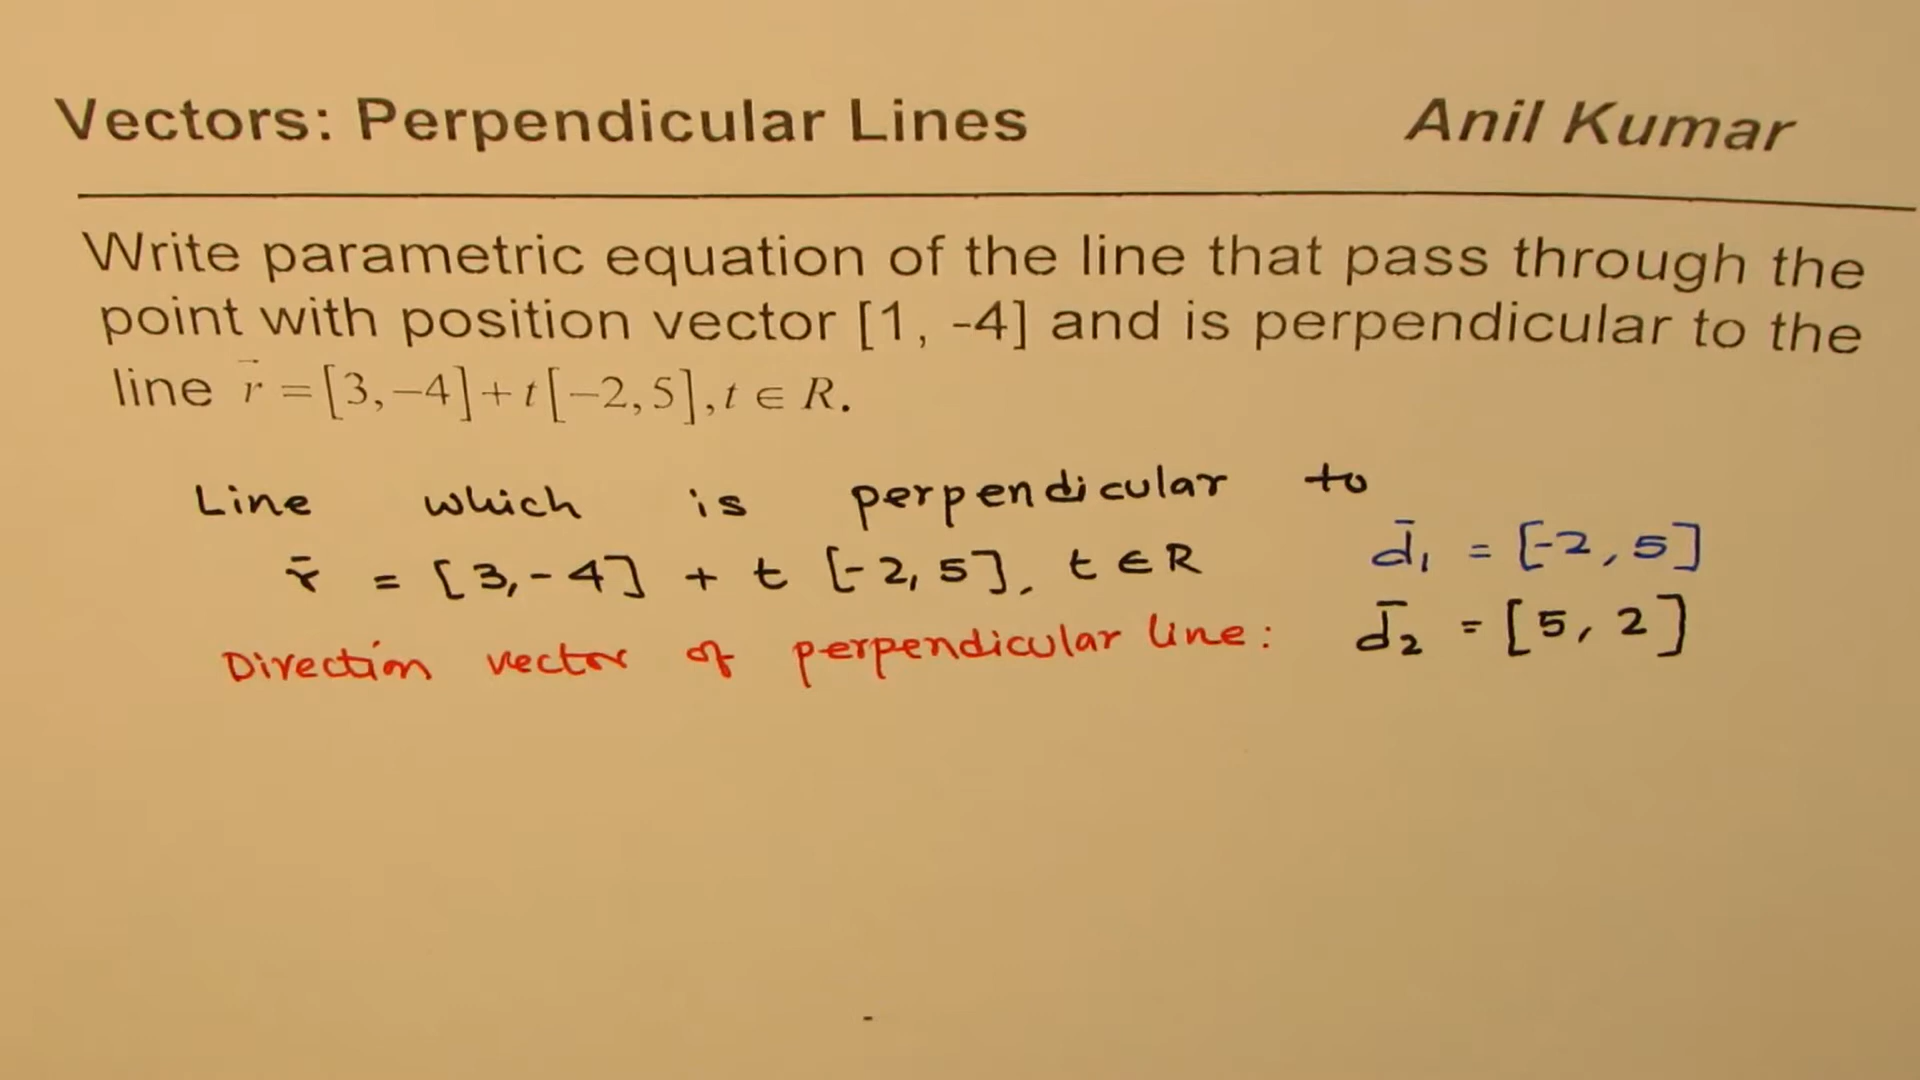 Vectors: Perpendicular Lines Anil Kumar
Write parametric equation of the line that pass through the
point with position vector [1, -4] and is perpendicular to the
line r⃗ = [3,−4]+t[−2,5],t ∈ R.
Line which is perpendicular to
r̄ = [3,-4] + t [-2,5], t ∈ R d̄₁ = [-2,5]
Direction vector of perpendicular line: d̄₂ = [5, 2]